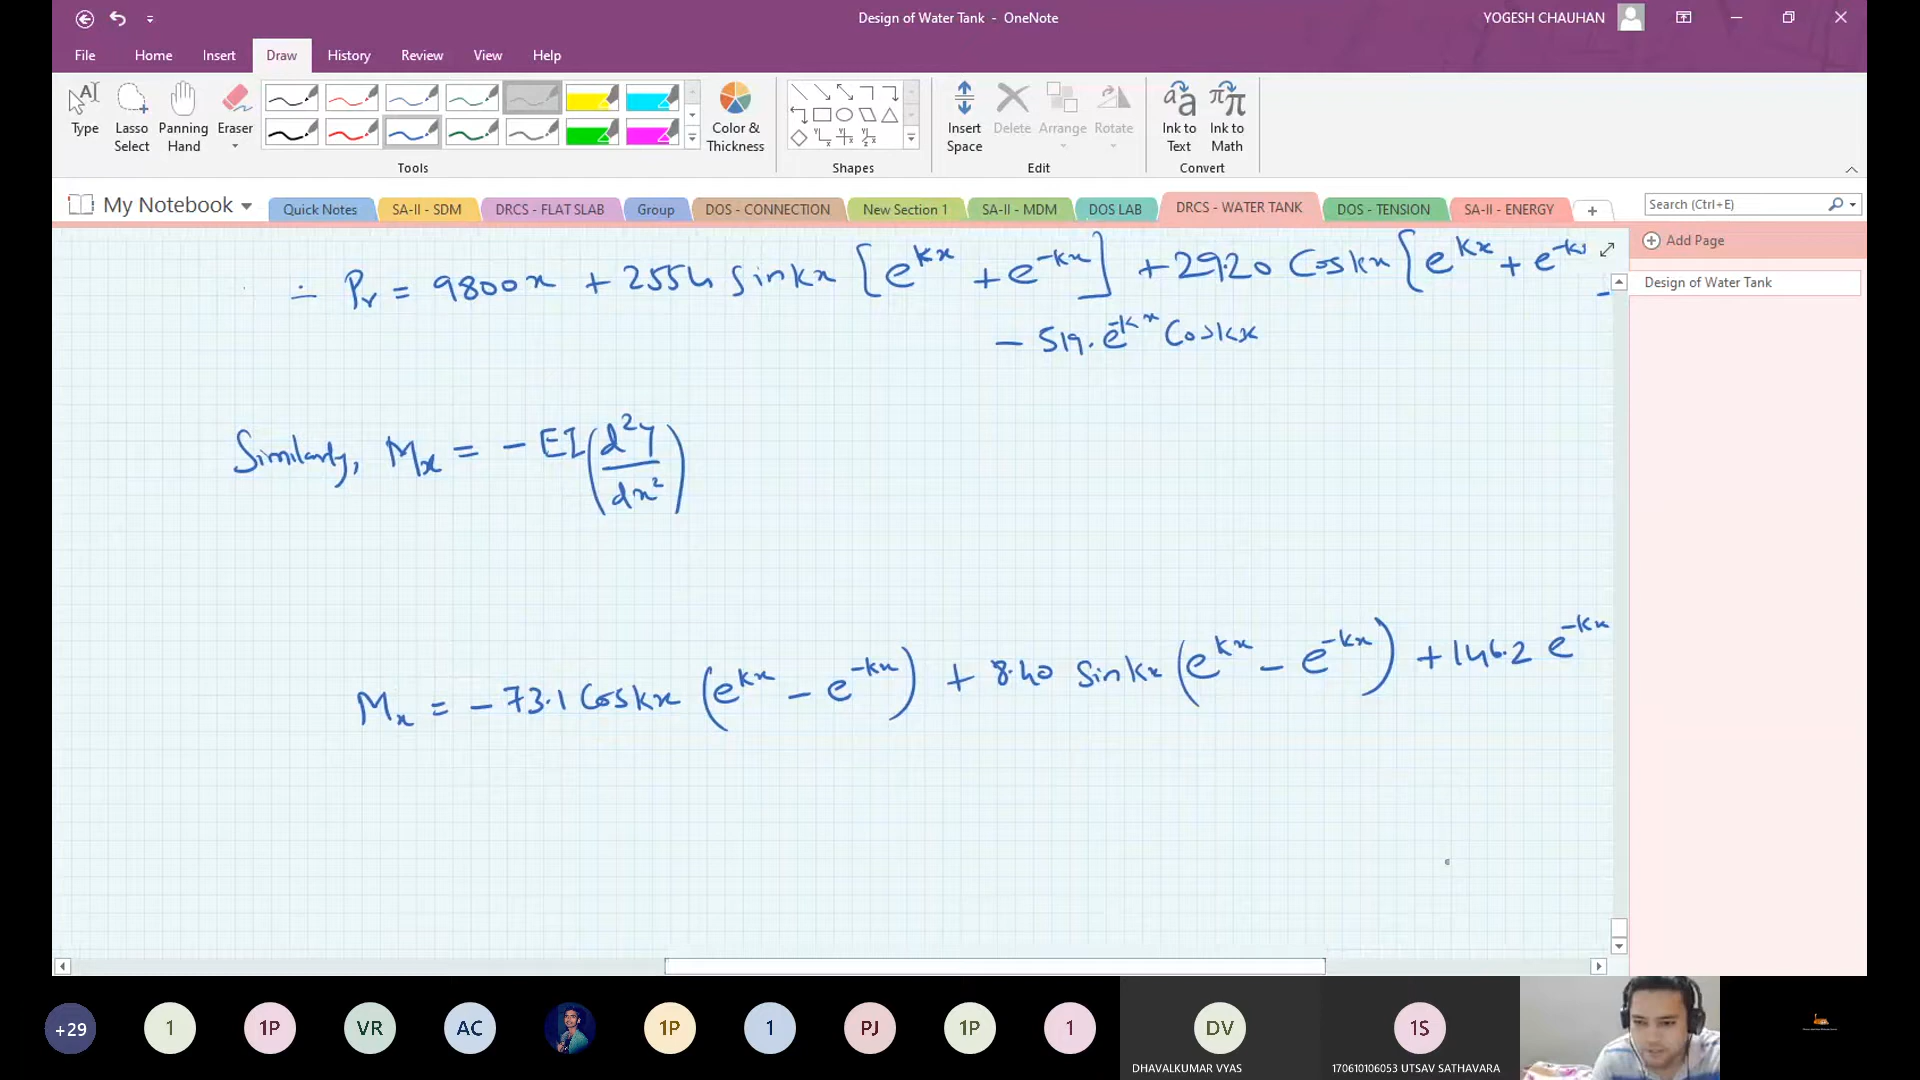 Design of Water Tank - OneNote
YOGESH CHAUHAN
File Home Insert Draw History Review View Help
Type
Lasso Select
Panning Hand
Eraser
Color & Thickness
Insert Space
Delete
Arrange
Rotate
Ink to Text
Ink to Math
Tools Shapes Edit Convert
My Notebook Quick Notes SA-II - SDM DRCS - FLAT SLAB Group DOS - CONNECTION New Section 1 SA-II - MDM DOS LAB DRCS - WATER TANK DOS - TENSION SA-II - ENERGY
Search (Ctrl+E)
Add Page
Design of Water Tank
∴ Pr = 9800x + 2554 Sinkx [e^kx + e^-kx] + 2920 Coskx [e^kx + e^-kx
- 519. e^-kx Coskx
Similarly, Mx = - EI (d²y/dx²)
Mx = - 73.1 Coskx (e^kx - e^-kx) + 8.40 Sinkx (e^kx - e^-kx) + 146.2 e^-kx
+29 1 1P VR AC 1P 1 PJ 1P 1 DV 1S
DHAVALKUMAR VYAS
170610106053 UTSAV SATHAVARA